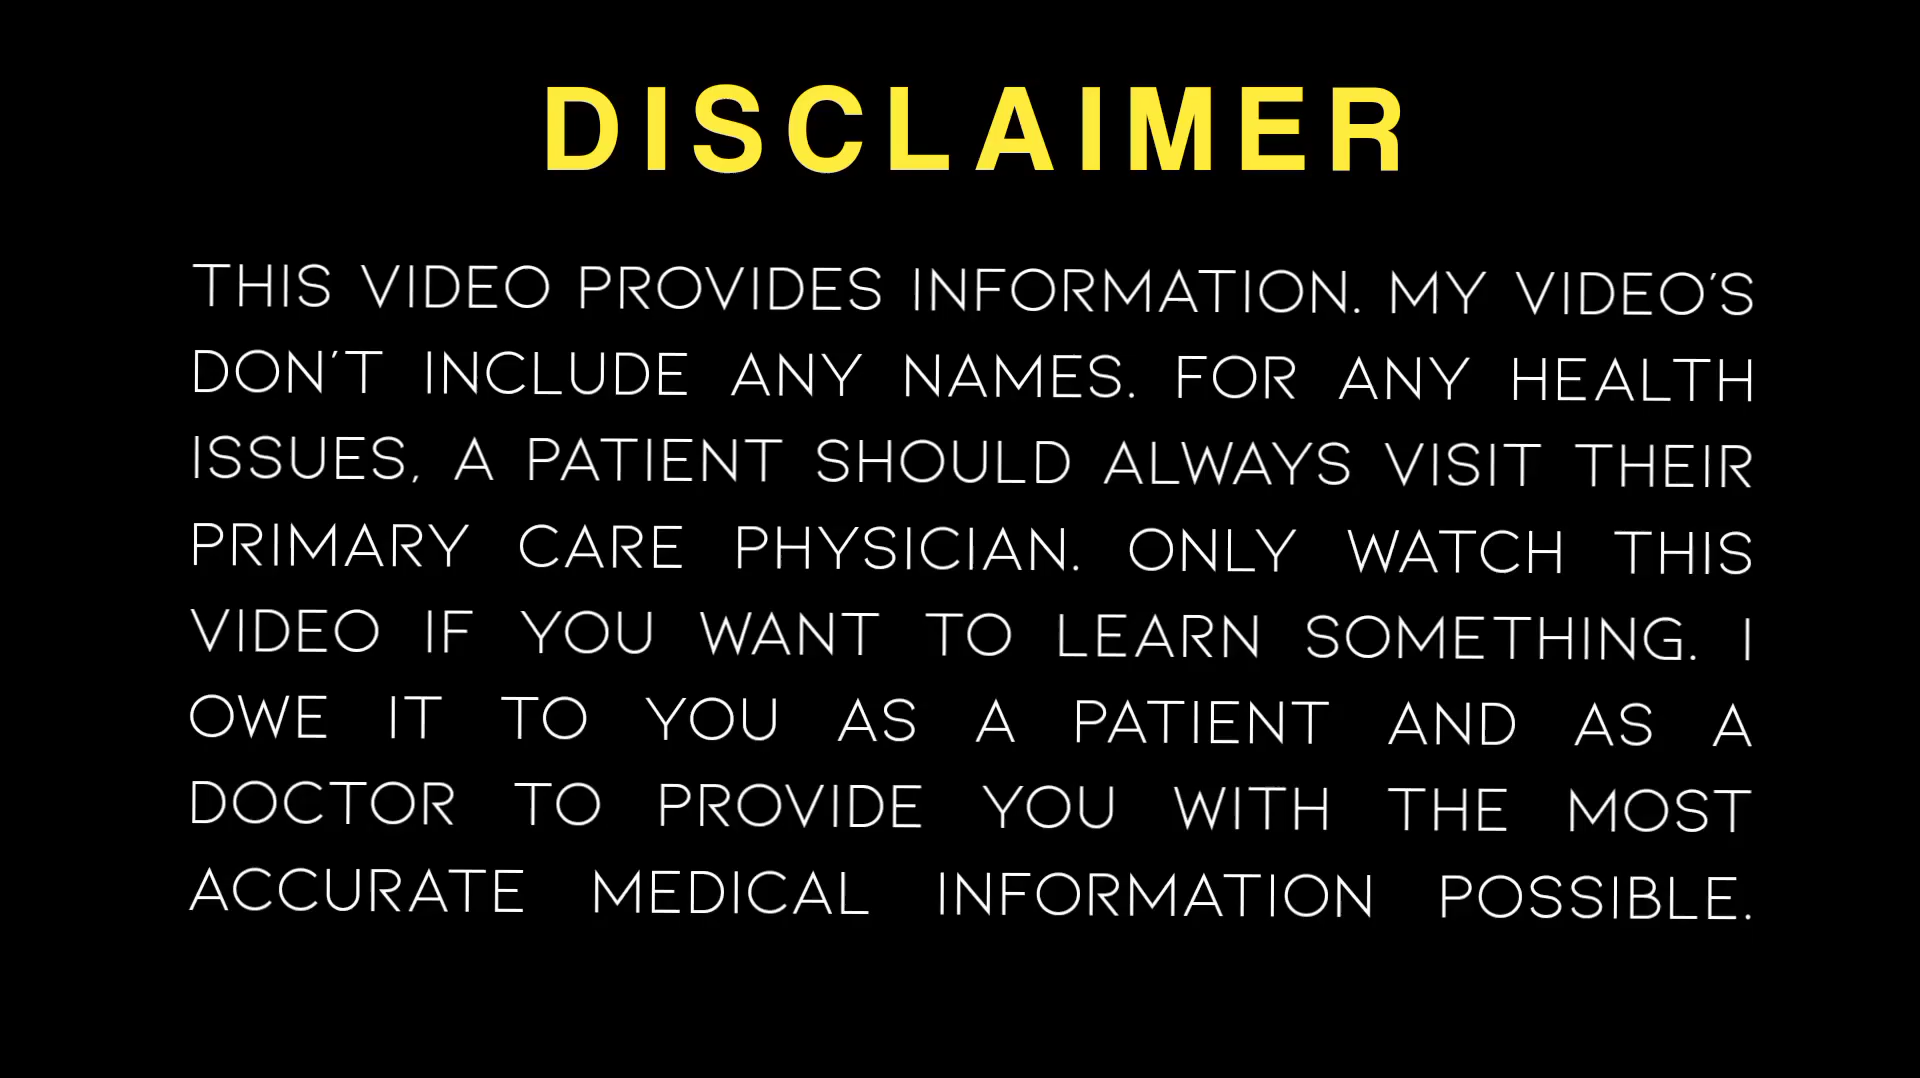 DISCLAIMER
THIS VIDEO PROVIDES INFORMATION. MY VIDEO'S
DON'T INCLUDE ANY NAMES. FOR ANY HEALTH
ISSUES, A PATIENT SHOULD ALWAYS VISIT THEIR
PRIMARY CARE PHYSICIAN. ONLY WATCH THIS
VIDEO IF YOU WANT TO LEARN SOMETHING. I
OWE IT TO YOU AS A PATIENT AND AS A
DOCTOR TO PROVIDE YOU WITH THE MOST
ACCURATE MEDICAL INFORMATION POSSIBLE.